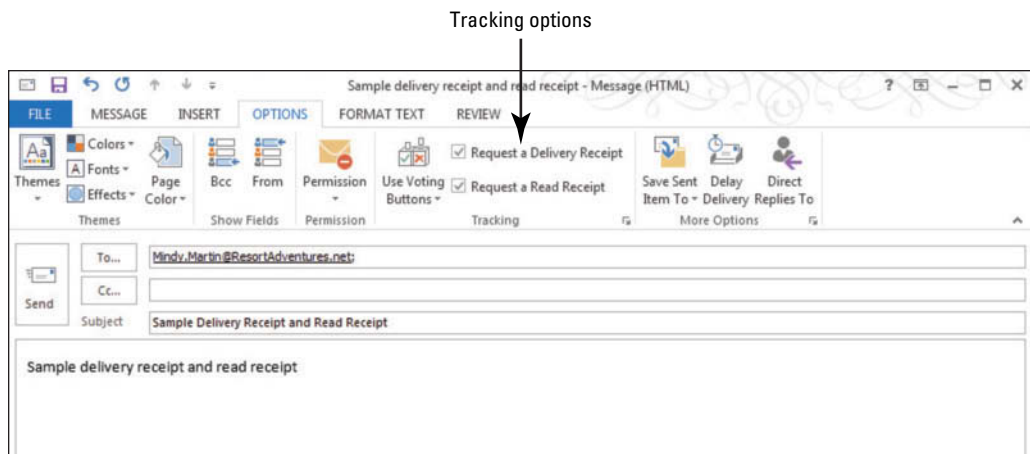 Tracking options
Sample delivery receipt and read receipt - Message (HTML)
FILE MESSAGE INSERT OPTIONS FORMAT TEXT REVIEW
Aa Themes
Colors
A Fonts
Effects
Page Color
Themes
Bcc From
Show Fields
Permission
Permission
Use Voting Buttons
Request a Delivery Receipt
Request a Read Receipt
Tracking
Save Sent Item To
Delay Delivery
Direct Replies To
More Options
Send
To... Mindy.Martin@ResortAdventures.net;
Cc...
Subject Sample Delivery Receipt and Read Receipt
Sample delivery receipt and read receipt